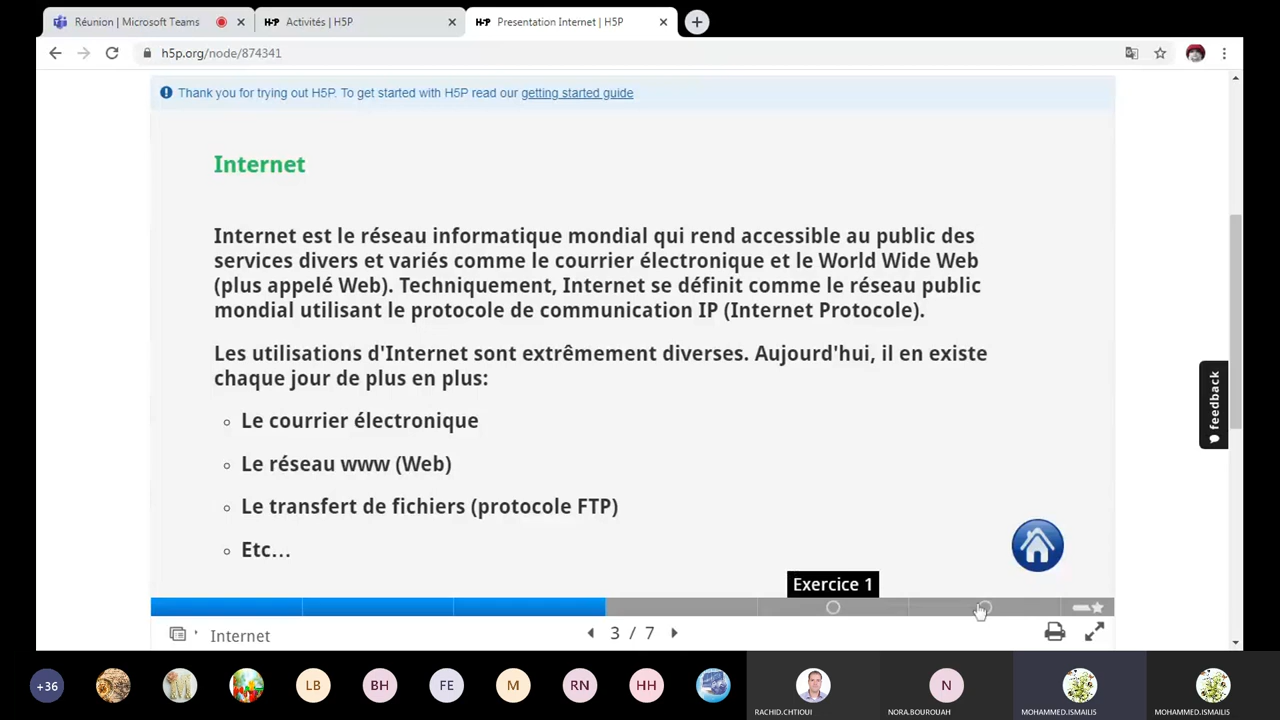 Réunion | Microsoft Teams
H-P Activités | H5P
H-P Presentation Internet | H5P
h5p.org/node/874341
Thank you for trying out H5P. To get started with H5P read our getting started guide
Internet
Internet est le réseau informatique mondial qui rend accessible au public des
services divers et variés comme le courrier électronique et le World Wide Web
(plus appelé Web). Techniquement, Internet se définit comme le réseau public
mondial utilisant le protocole de communication IP (Internet Protocole).
Les utilisations d'Internet sont extrêmement diverses. Aujourd'hui, il en existe
chaque jour de plus en plus:
Le courrier électronique
Le réseau www (Web)
Le transfert de fichiers (protocole FTP)
Etc...
feedback
Exercice 1
Internet
3 / 7
+36
LB
BH
FE
M
RN
HH
N
RACHID.CHTIOUI
NORA.BOUROUAH
MOHAMMED.ISMAILIS
MOHAMMED.ISMAILIS